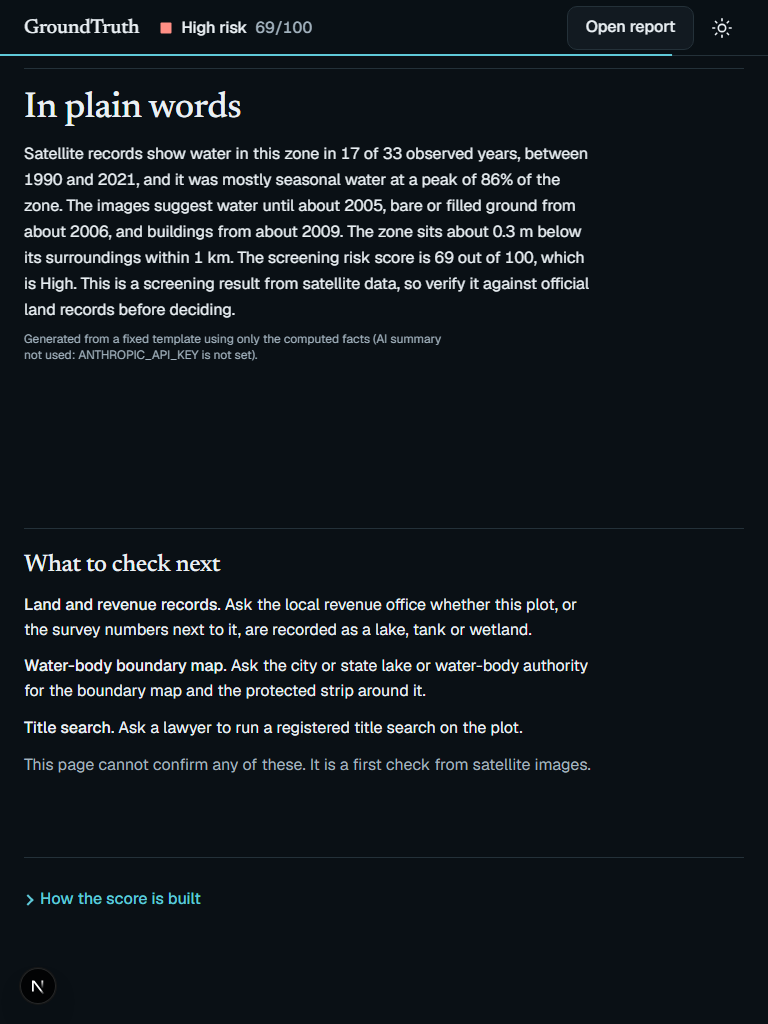 GroundTruth
High risk 69/100
Open report
In plain words
Satellite records show water in this zone in 17 of 33 observed years, between
1990 and 2021, and it was mostly seasonal water at a peak of 86% of the
zone. The images suggest water until about 2005, bare or filled ground from
about 2006, and buildings from about 2009. The zone sits about 0.3 m below
its surroundings within 1 km. The screening risk score is 69 out of 100, which
is High. This is a screening result from satellite data, so verify it against official
land records before deciding.
Generated from a fixed template using only the computed facts (AI summary
not used: ANTHROPIC_API_KEY is not set).
What to check next
Land and revenue records. Ask the local revenue office whether this plot, or
the survey numbers next to it, are recorded as a lake, tank or wetland.
Water-body boundary map. Ask the city or state lake or water-body authority
for the boundary map and the protected strip around it.
Title search. Ask a lawyer to run a registered title search on the plot.
This page cannot confirm any of these. It is a first check from satellite images.
How the score is built
N